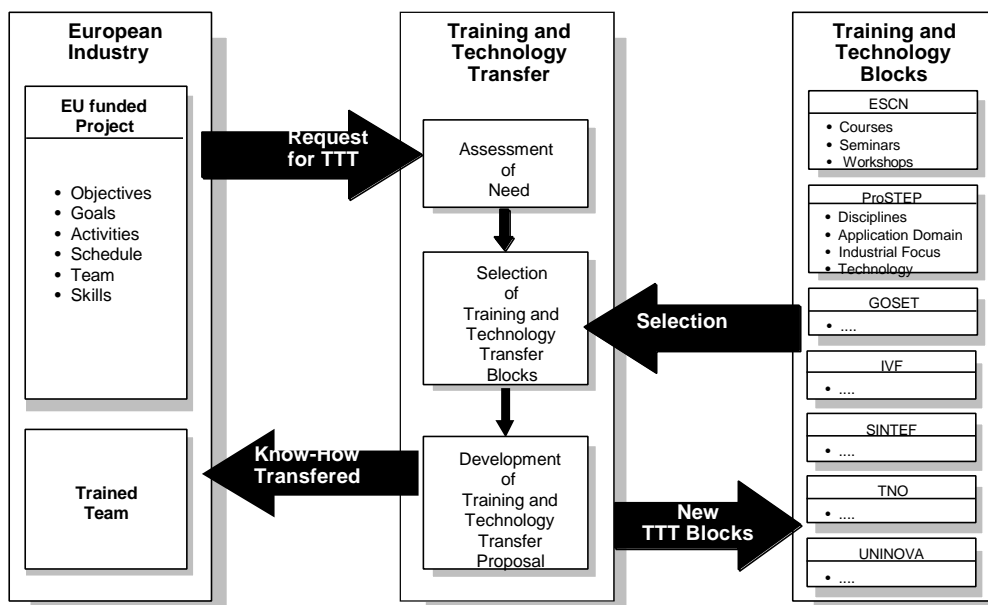 European
Industry
EU funded
Project
• Objectives
• Goals
• Activities
• Schedule
• Team
• Skills
Trained
Team
Request
for TTT
Know-How
Transfered
Training and
Technology
Transfer
Assessment
of
Need
Selection
of
Training and
Technology
Transfer
Blocks
Development
of
Training and
Technology
Transfer
Proposal
Selection
New
TTT Blocks
Training and
Technology
Blocks
ESCN
• Courses
• Seminars
• Workshops
ProSTEP
• Disciplines
• Application Domain
• Industrial Focus
• Technology
GOSET
• ....
IVF
• ....
SINTEF
• ....
TNO
• ....
UNINOVA
• ....